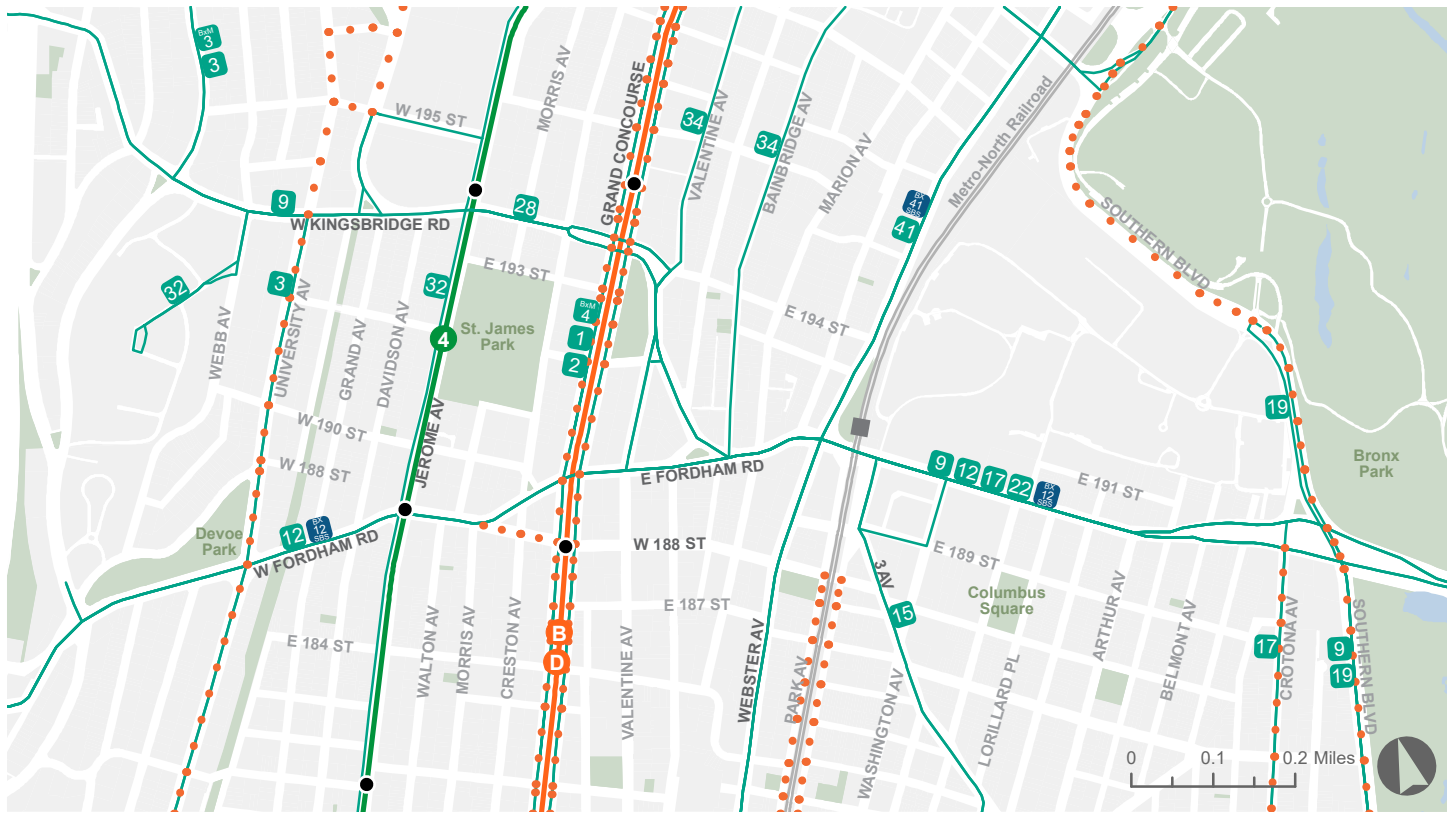 BxM
3
3
W 195 ST
MORRIS AV
GRAND CONCOURSE
34
VALENTINE AV
34
BAINBRIDGE AV
MARION AV
BX
41
SBS
41
Metro-North Railroad
SOUTHERN BLVD
9
W KINGSBRIDGE RD
28
32
3
UNIVERSITY AV
32
E 193 ST
E 194 ST
WEBB AV
GRAND AV
DAVIDSON AV
4
St. James
Park
BxM
4
1
2
19
JEROME AV
W 190 ST
W 188 ST
E FORDHAM RD
9
12
17
22
BX
12
SBS
E 191 ST
Bronx
Park
Devoe
Park
12
BX
12
SBS
W FORDHAM RD
W 188 ST
E 189 ST
3 AV
E 187 ST
15
Columbus
Square
ARTHUR AV
BELMONT AV
17
CROTONA AV
9
19
SOUTHERN BLVD
E 184 ST
WALTON AV
MORRIS AV
CRESTON AV
B
D
VALENTINE AV
WEBSTER AV
PARK AV
WASHINGTON AV
LORILLARD PL
0 0.1 0.2 Miles